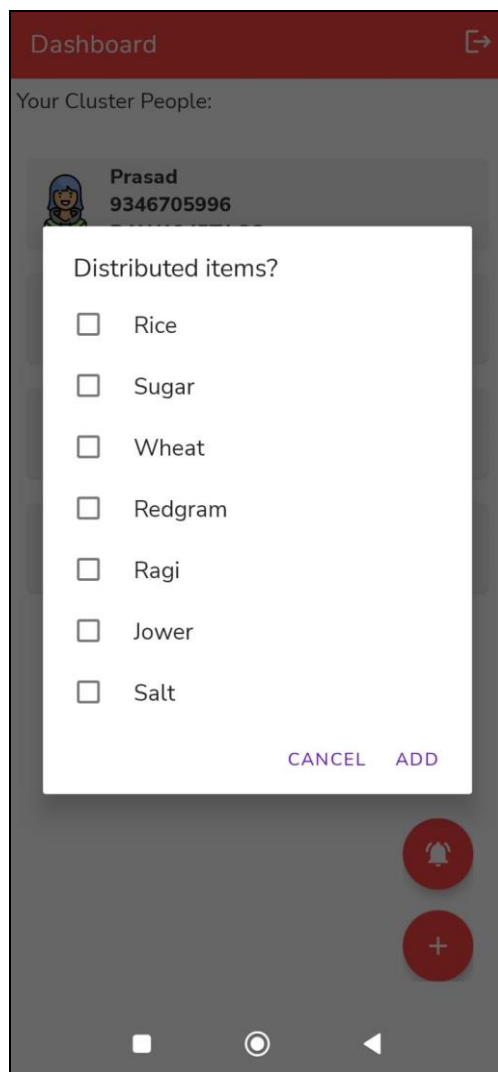 Dashboard
Your Cluster People:
Prasad
9346705996
Distributed items?
Rice
Sugar
Wheat
Redgram
Ragi
Jower
Salt
CANCEL ADD